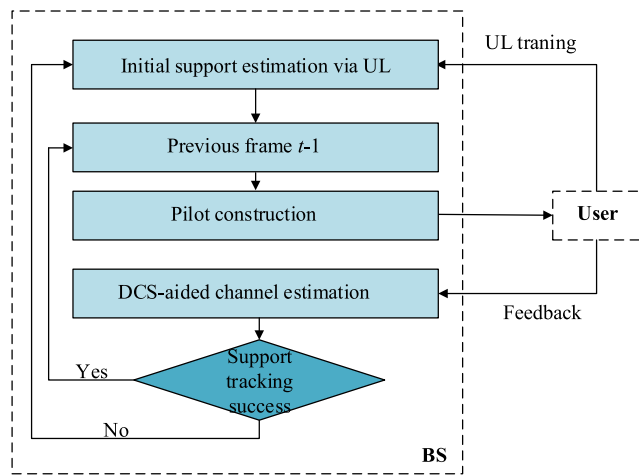 UL traning
Initial support estimation via UL
Previous frame t-1
Pilot construction
User
DCS-aided channel estimation
Feedback
Support
tracking
success
Yes
No
BS